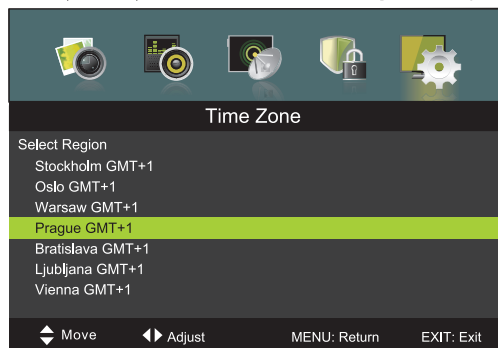 Time Zone
Select Region
Stockholm GMT+1
Oslo GMT+1
Warsaw GMT+1
Prague GMT+1
Bratislava GMT+1
Ljubljana GMT+1
Vienna GMT+1
Move Adjust MENU: Return EXIT: Exit